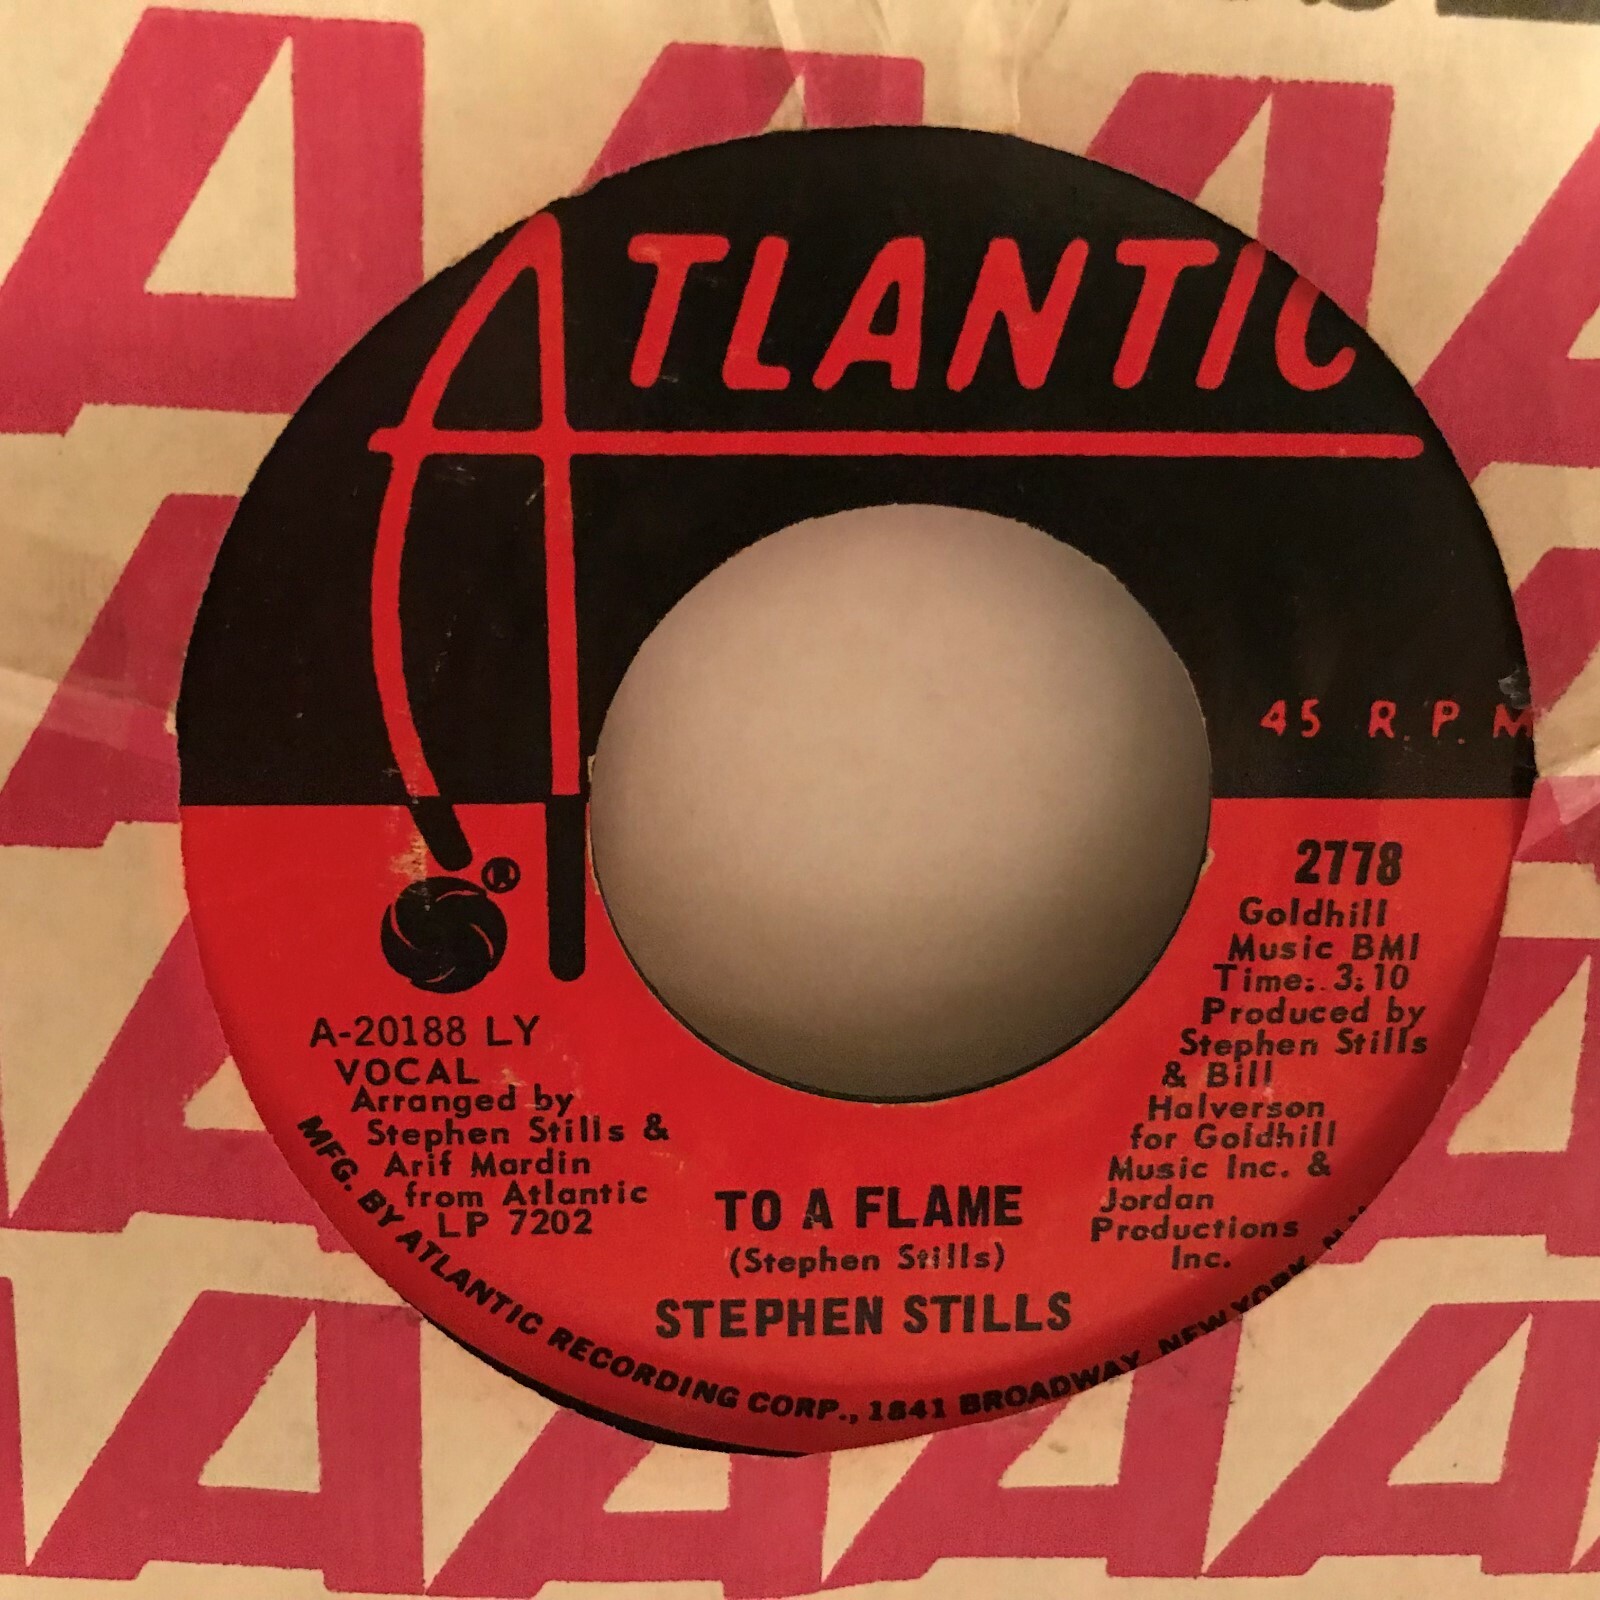 ATLANTIC
45 R.P.M
®
2778
Goldhill
Music BMI
Time: 3:10
Produced by
Stephen Stills
& Bill
Halverson
for Goldhill
Music Inc. &
Jordan
Productions
Inc.
A-20188 LY
VOCAL
Arranged by
Stephen Stills &
Arif Mardin
from Atlantic
LP 7202
TO A FLAME
(Stephen Stills)
STEPHEN STILLS
MFG. BY ATLANTIC RECORDING CORP., 1841 BROADWAY, NEW YORK, N.Y.